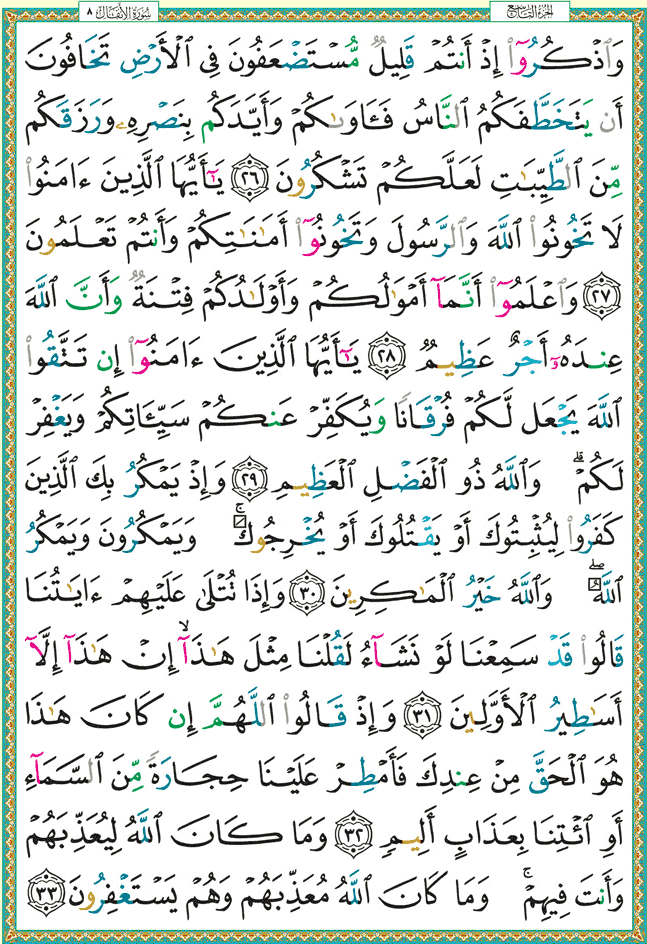 الجزء التاسع سورة الأنفال ٨
وَٱذْكُرُوٓا۟ إِذْ أَنتُمْ قَلِيلٌ مُّسْتَضْعَفُونَ فِى ٱلْأَرْضِ تَخَافُونَ
أَن يَتَخَطَّفَكُمُ ٱلنَّاسُ فَـَٔاوَىٰكُمْ وَأَيَّدَكُم بِنَصْرِهِۦ وَرَزَقَكُم
مِّنَ ٱلطَّيِّبَـٰتِ لَعَلَّكُمْ تَشْكُرُونَ ٢٦ يَـٰٓأَيُّهَا ٱلَّذِينَ ءَامَنُوا۟
لَا تَخُونُوا۟ ٱللَّهَ وَٱلرَّسُولَ وَتَخُونُوٓا۟ أَمَـٰنَـٰتِكُمْ وَأَنتُمْ تَعْلَمُونَ
٢٧ وَٱعْلَمُوٓا۟ أَنَّمَآ أَمْوَٰلُكُمْ وَأَوْلَـٰدُكُمْ فِتْنَةٌ وَأَنَّ ٱللَّهَ
عِندَهُۥٓ أَجْرٌ عَظِيمٌ ٢٨ يَـٰٓأَيُّهَا ٱلَّذِينَ ءَامَنُوٓا۟ إِن تَتَّقُوا۟
ٱللَّهَ يَجْعَل لَّكُمْ فُرْقَانًا وَيُكَفِّرْ عَنكُمْ سَيِّـَٔاتِكُمْ وَيَغْفِرْ
لَكُمْ ۗ وَٱللَّهُ ذُو ٱلْفَضْلِ ٱلْعَظِيمِ ٢٩ وَإِذْ يَمْكُرُ بِكَ ٱلَّذِينَ
كَفَرُوا۟ لِيُثْبِتُوكَ أَوْ يَقْتُلُوكَ أَوْ يُخْرِجُوكَ ۚ وَيَمْكُرُونَ وَيَمْكُرُ
ٱللَّهُ ۖ وَٱللَّهُ خَيْرُ ٱلْمَـٰكِرِينَ ٣٠ وَإِذَا تُتْلَىٰ عَلَيْهِمْ ءَايَـٰتُنَا
قَالُوا۟ قَدْ سَمِعْنَا لَوْ نَشَآءُ لَقُلْنَا مِثْلَ هَـٰذَآ ۙ إِنْ هَـٰذَآ إِلَّآ
أَسَـٰطِيرُ ٱلْأَوَّلِينَ ٣١ وَإِذْ قَالُوا۟ ٱللَّهُمَّ إِن كَانَ هَـٰذَا
هُوَ ٱلْحَقَّ مِنْ عِندِكَ فَأَمْطِرْ عَلَيْنَا حِجَارَةً مِّنَ ٱلسَّمَآءِ
أَوِ ٱئْتِنَا بِعَذَابٍ أَلِيمٍ ٣٢ وَمَا كَانَ ٱللَّهُ لِيُعَذِّبَهُمْ
وَأَنتَ فِيهِمْ ۚ وَمَا كَانَ ٱللَّهُ مُعَذِّبَهُمْ وَهُمْ يَسْتَغْفِرُونَ ٣٣